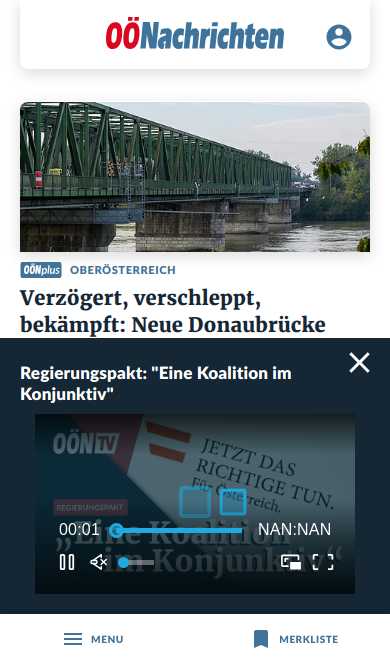 OÖNachrichten
OÖNplus OBERÖSTERREICH
Verzögert, verschleppt,
bekämpft: Neue Donaubrücke
Regierungspakt: "Eine Koalition im
Konjunktiv"
OÖN TV
JETZT DAS
RICHTIGE TUN.
Für Österreich.
REGIERUNGSPAKT
„Eine Koalition
im Konjunktiv“
00:01
NAN:NAN
MENU
MERKLISTE